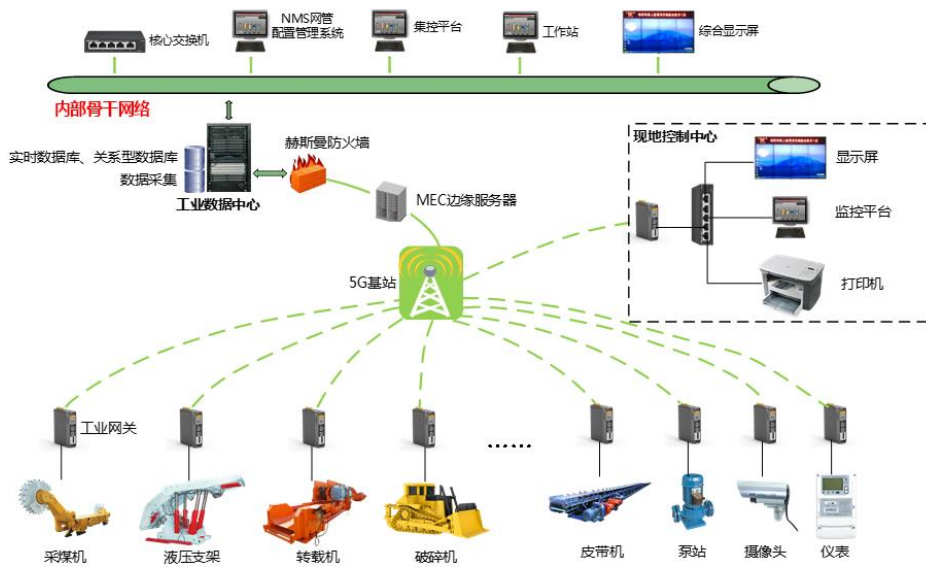 核心交换机
NMS网管
配置管理系统
集控平台
工作站
综合显示屏
内部骨干网络
实时数据库、关系型数据库
数据采集
工业数据中心
赫斯曼防火墙
MEC边缘服务器
5G基站
现地控制中心
显示屏
监控平台
打印机
工业网关
......
采煤机
液压支架
转载机
破碎机
皮带机
泵站
摄像头
仪表